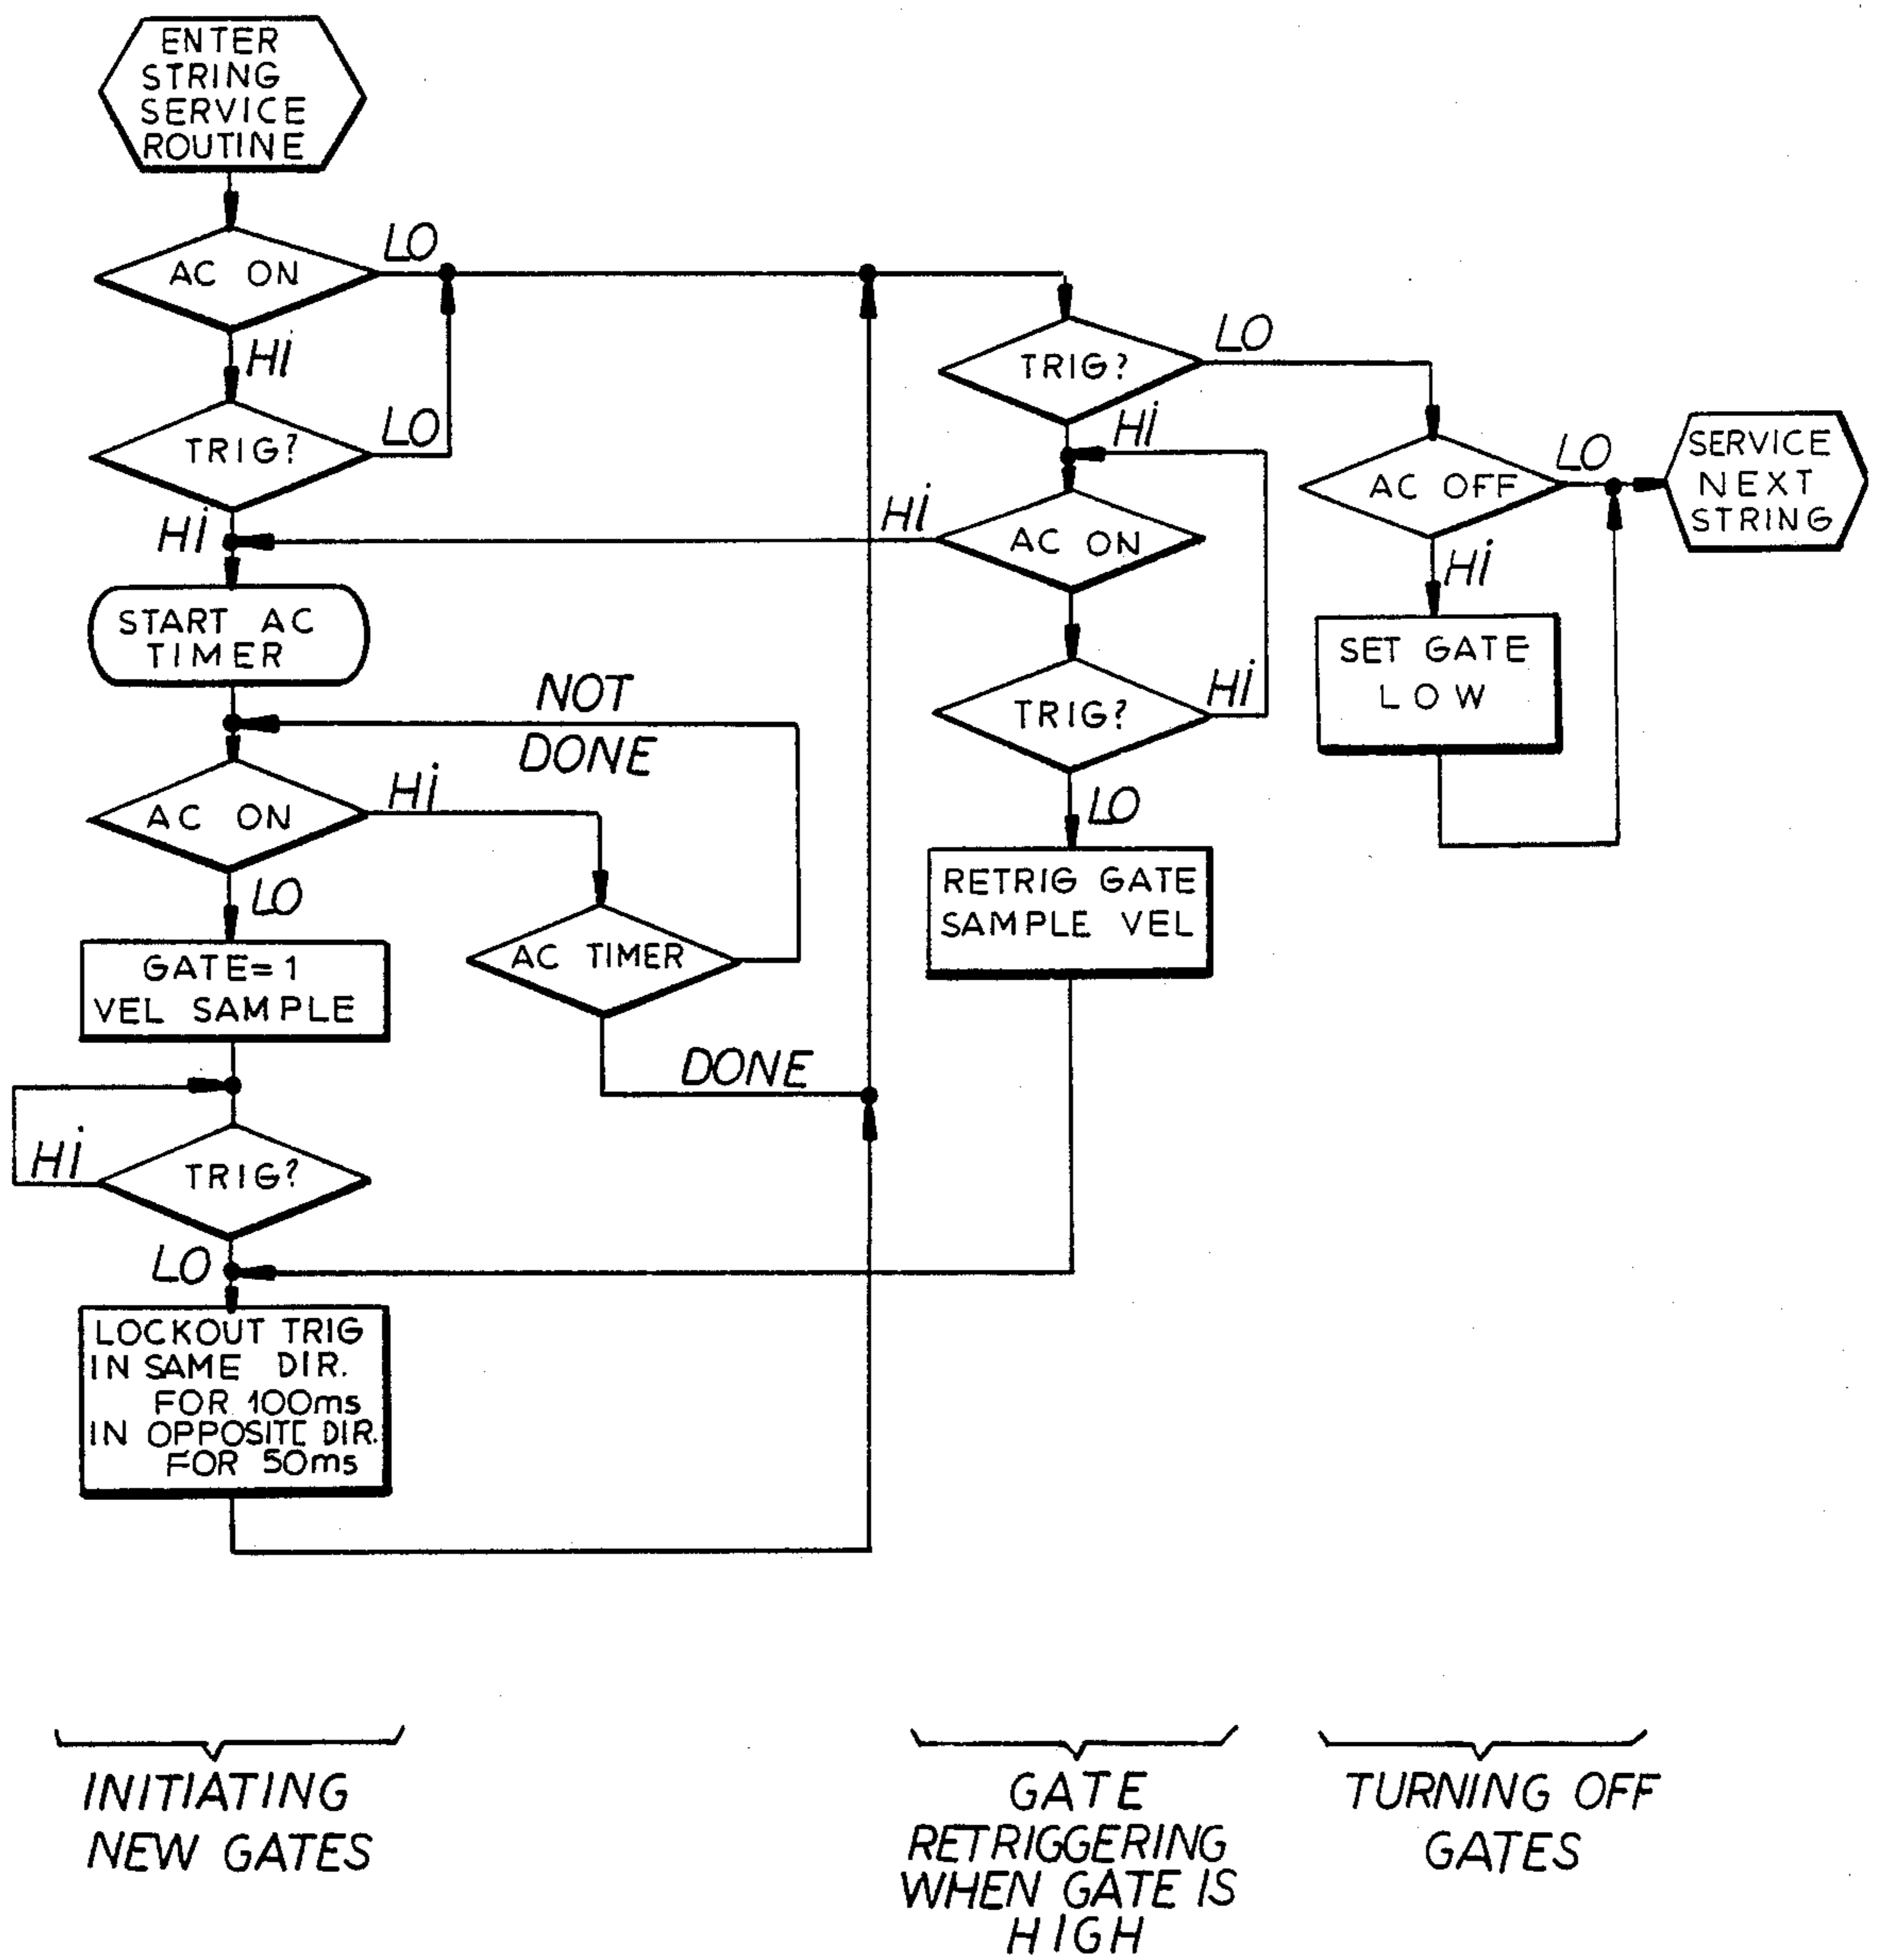 ENTER
STRING
SERVICE
ROUTINE
AC ON
LO
Hi
TRIG?
LO
Hi
START AC
TIMER
NOT
DONE
AC ON
Hi
LO
AC TIMER
DONE
GATE=1
VEL SAMPLE
TRIG?
Hi
LO
LOCKOUT TRIG
IN SAME DIR.
FOR 100ms
IN OPPOSITE DIR.
FOR 50ms
TRIG?
LO
Hi
AC ON
Hi
TRIG?
Hi
LO
RETRIG GATE
SAMPLE VEL
AC OFF
LO
Hi
SET GATE
LOW
SERVICE
NEXT
STRING
INITIATING
NEW GATES
GATE
RETRIGGERING
WHEN GATE IS
HIGH
TURNING OFF
GATES